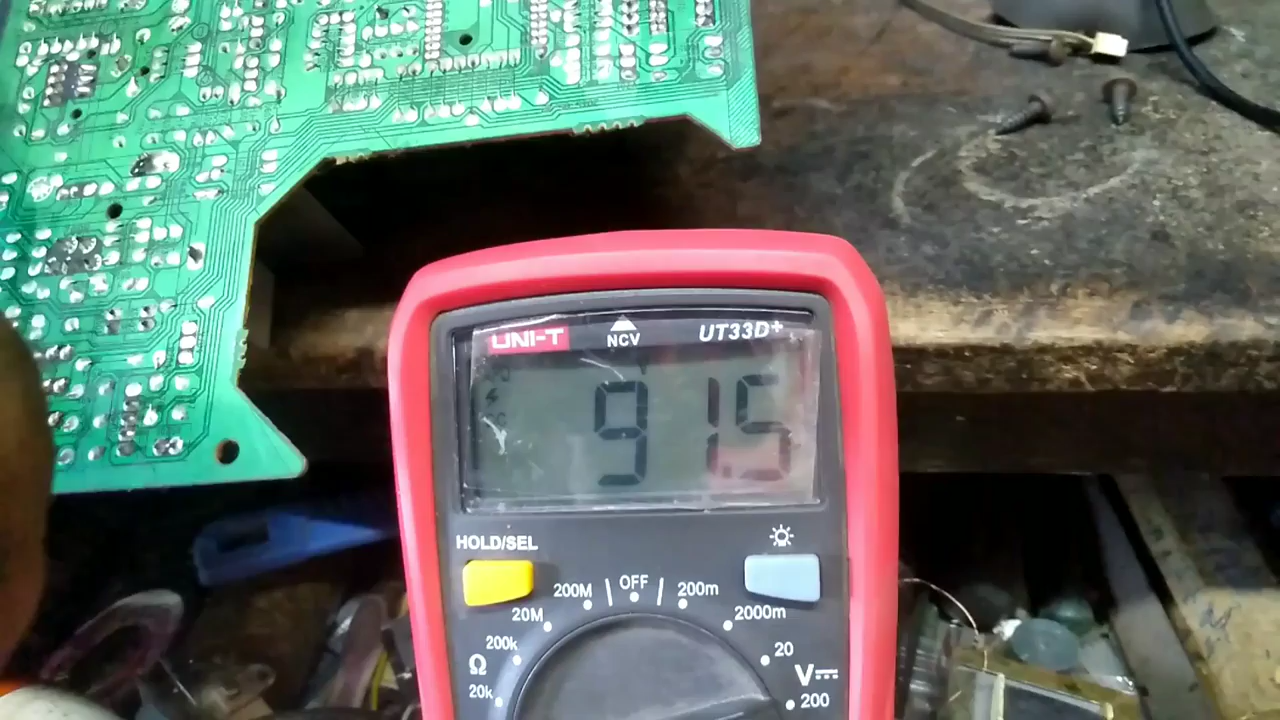 UNI-T
NCV
UT33D+
91.5
HOLD/SEL
200M
OFF
200m
20M
2000m
200k
20
Ω
V⎓
20k
200